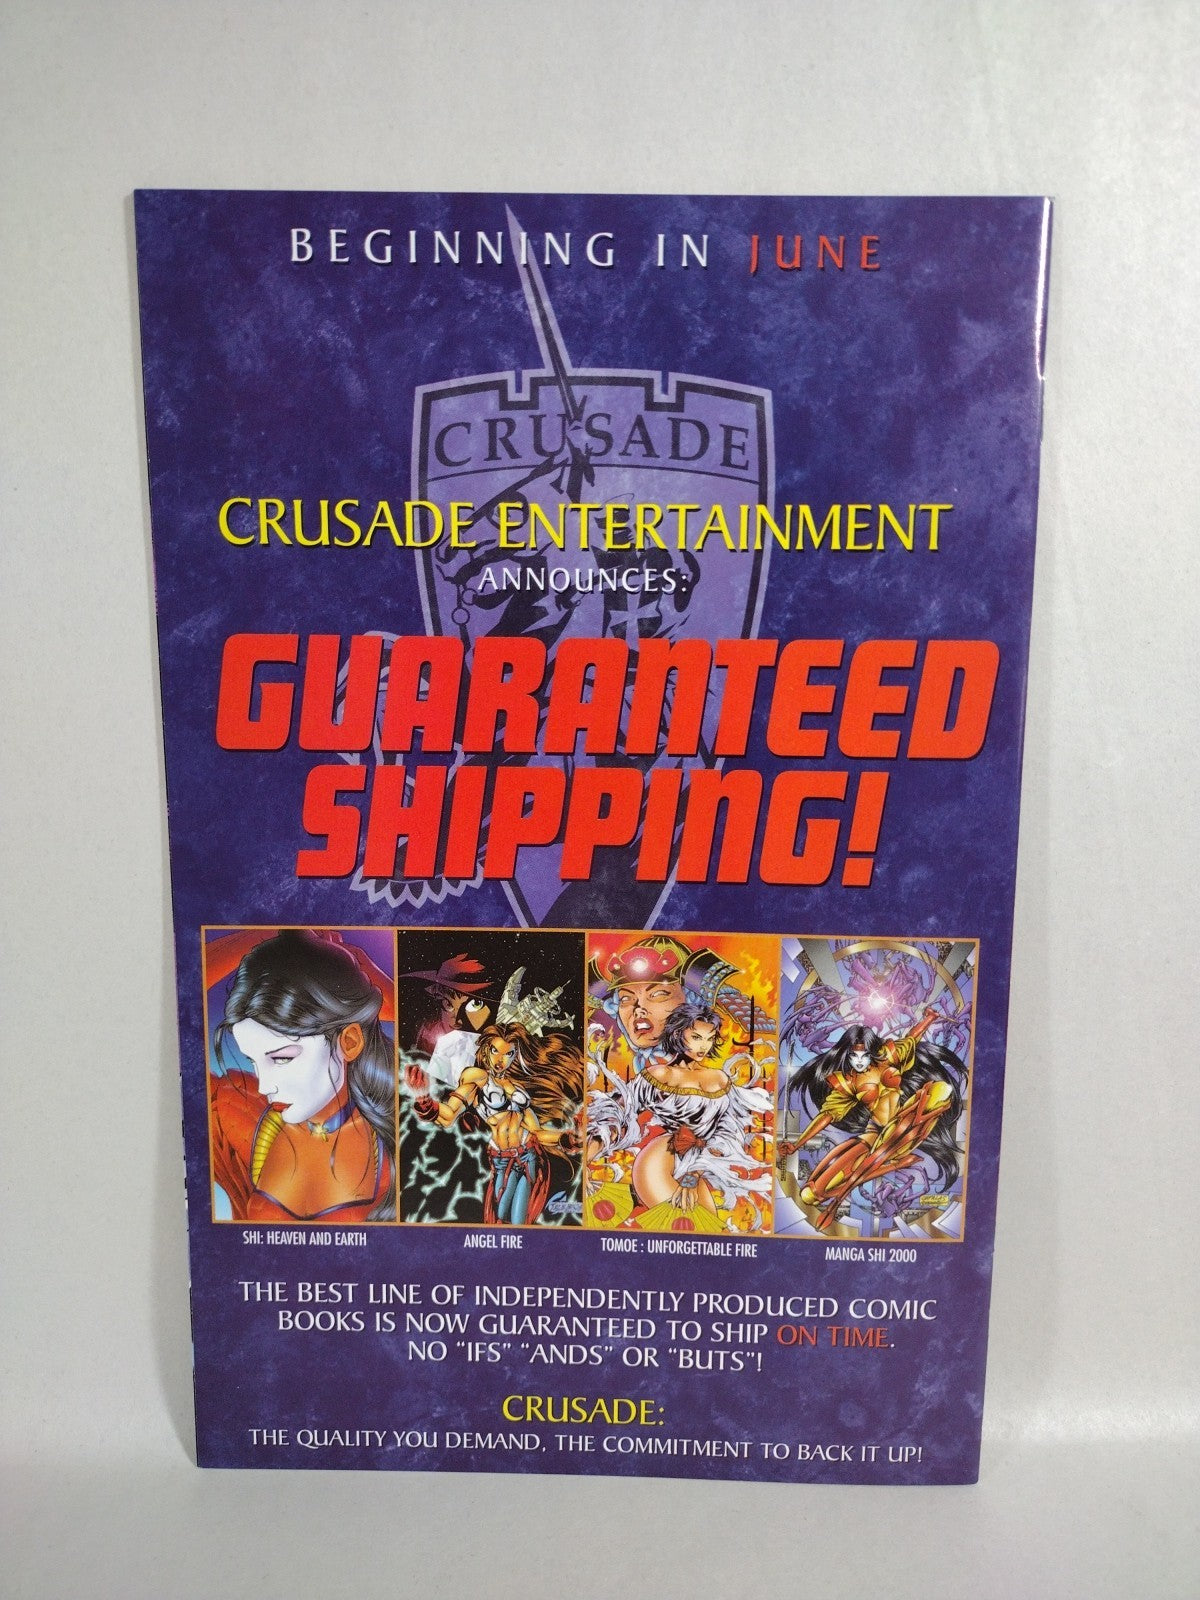 BEGINNING IN JUNE
CRUSADE
CRUSADE ENTERTAINMENT
ANNOUNCES:
GUARANTEED
SHIPPING!
SHI: HEAVEN AND EARTH
ANGEL FIRE
TOMOE : UNFORGETTABLE FIRE
MANGA SHI 2000
THE BEST LINE OF INDEPENDENTLY PRODUCED COMIC
BOOKS IS NOW GUARANTEED TO SHIP ON TIME.
NO "IFS" "ANDS" OR "BUTS"!
CRUSADE:
THE QUALITY YOU DEMAND, THE COMMITMENT TO BACK IT UP!